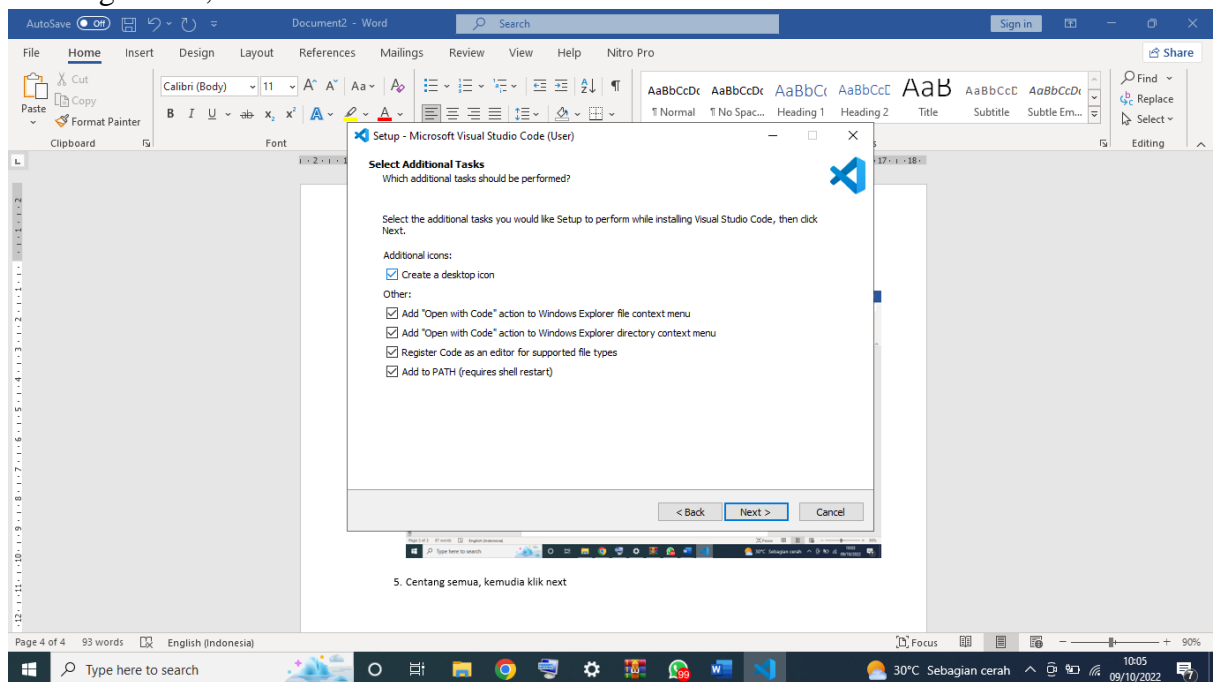 AutoSave Off Document2 - Word Search Sign in
File Home Insert Design Layout References Mailings Review View Help Nitro Pro Share
Cut
Copy
Paste
Format Painter
Calibri (Body) 11
AaBbCcDc AaBbCcDc AaBbC( AaBbCcE AaB AaBbCcD AaBbCcDt
¶ Normal ¶ No Spac... Heading 1 Heading 2 Title Subtitle Subtle Em...
Find
Replace
Select
Clipboard Font Editing
Setup - Microsoft Visual Studio Code (User)
Select Additional Tasks
Which additional tasks should be performed?
Select the additional tasks you would like Setup to perform while installing Visual Studio Code, then click
Next.
Additional icons:
Create a desktop icon
Other:
Add "Open with Code" action to Windows Explorer file context menu
Add "Open with Code" action to Windows Explorer directory context menu
Register Code as an editor for supported file types
Add to PATH (requires shell restart)
< Back Next > Cancel
5. Centang semua, kemudia klik next
Page 4 of 4 93 words English (Indonesia) Focus 90%
Type here to search 30°C Sebagian cerah 10:05
09/10/2022